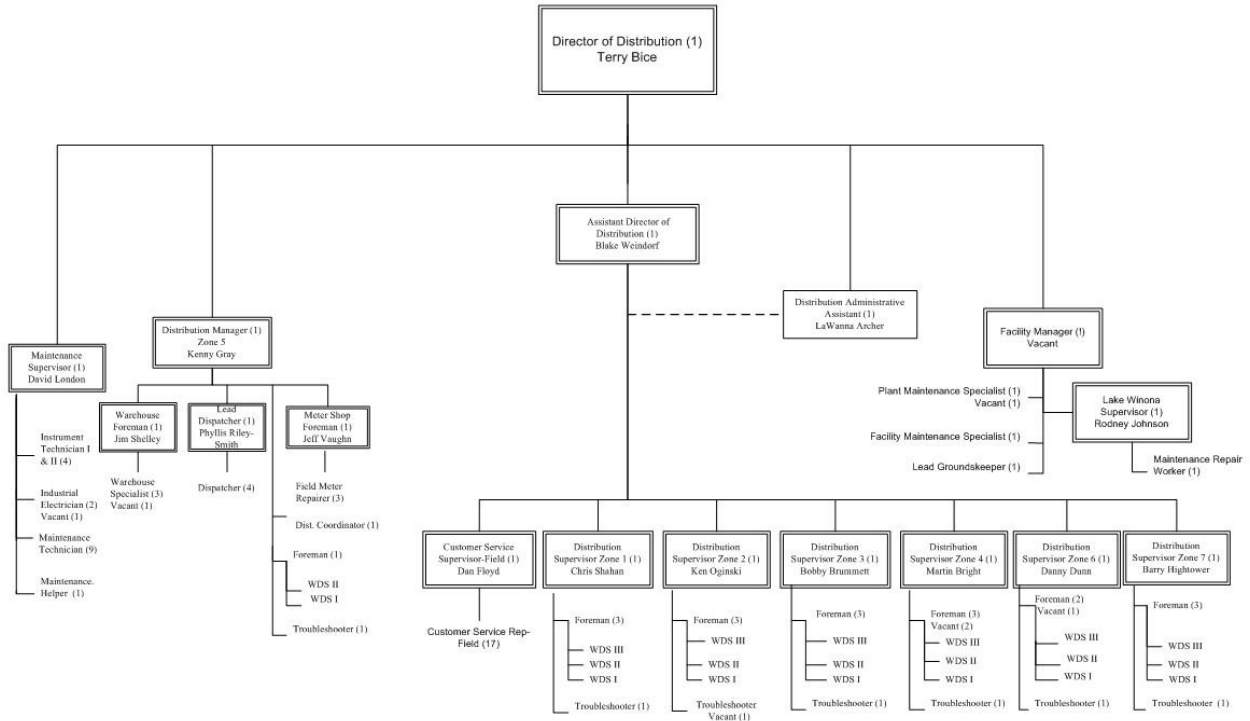 Director of Distribution (1)
Terry Bice
Assistant Director of
Distribution (1)
Blake Weindorf
Distribution Administrative
Assistant (1)
LaWanna Archer
Distribution Manager (1)
Zone 5
Kenny Gray
Facility Manager (!)
Vacant
Maintenance
Supervisor (1)
David London
Instrument
Technician I
& II (4)
Industrial
Electrician (2)
Vacant (1)
Maintenance
Technician (9)
Maintenance.
Helper (1)
Warehouse
Foreman (1)
Jim Shelley
Warehouse
Specialist (3)
Vacant (1)
Lead
Dispatcher (1)
Phyllis Riley-
Smith
Dispatcher (4)
Meter Shop
Foreman (1)
Jeff Vaughn
Field Meter
Repairer (3)
Dist. Coordinator (1)
Foreman (1)
WDS II
WDS I
Troubleshooter (1)
Plant Maintenance Specialist (1)
Vacant (1)
Facility Maintenance Specialist (1)
Lead Groundskeeper (1)
Lake Winona
Supervisor (1)
Rodney Johnson
Maintenance Repair
Worker (1)
Customer Service
Supervisor-Field (1)
Dan Floyd
Customer Service Rep-
Field (17)
Distribution
Supervisor Zone 1 (1)
Chris Shahan
Foreman (3)
WDS III
WDS II
WDS I
Troubleshooter (1)
Distribution
Supervisor Zone 2 (1)
Ken Oginski
Foreman (3)
WDS III
WDS II
WDS I
Troubleshooter
Vacant (1)
Distribution
Supervisor Zone 3 (1)
Bobby Brummett
Foreman (3)
WDS III
WDS II
WDS I
Troubleshooter (1)
Distribution
Supervisor Zone 4 (1)
Martin Bright
Foreman (3)
Vacant (2)
WDS III
WDS II
WDS I
Troubleshooter (1)
Distribution
Supervisor Zone 6 (1)
Danny Dunn
Foreman (2)
Vacant (1)
WDS III
WDS II
WDS I
Troubleshooter (1)
Distribution
Supervisor Zone 7 (1)
Barry Hightower
Foreman (3)
WDS III
WDS II
WDS I
Troubleshooter (1)